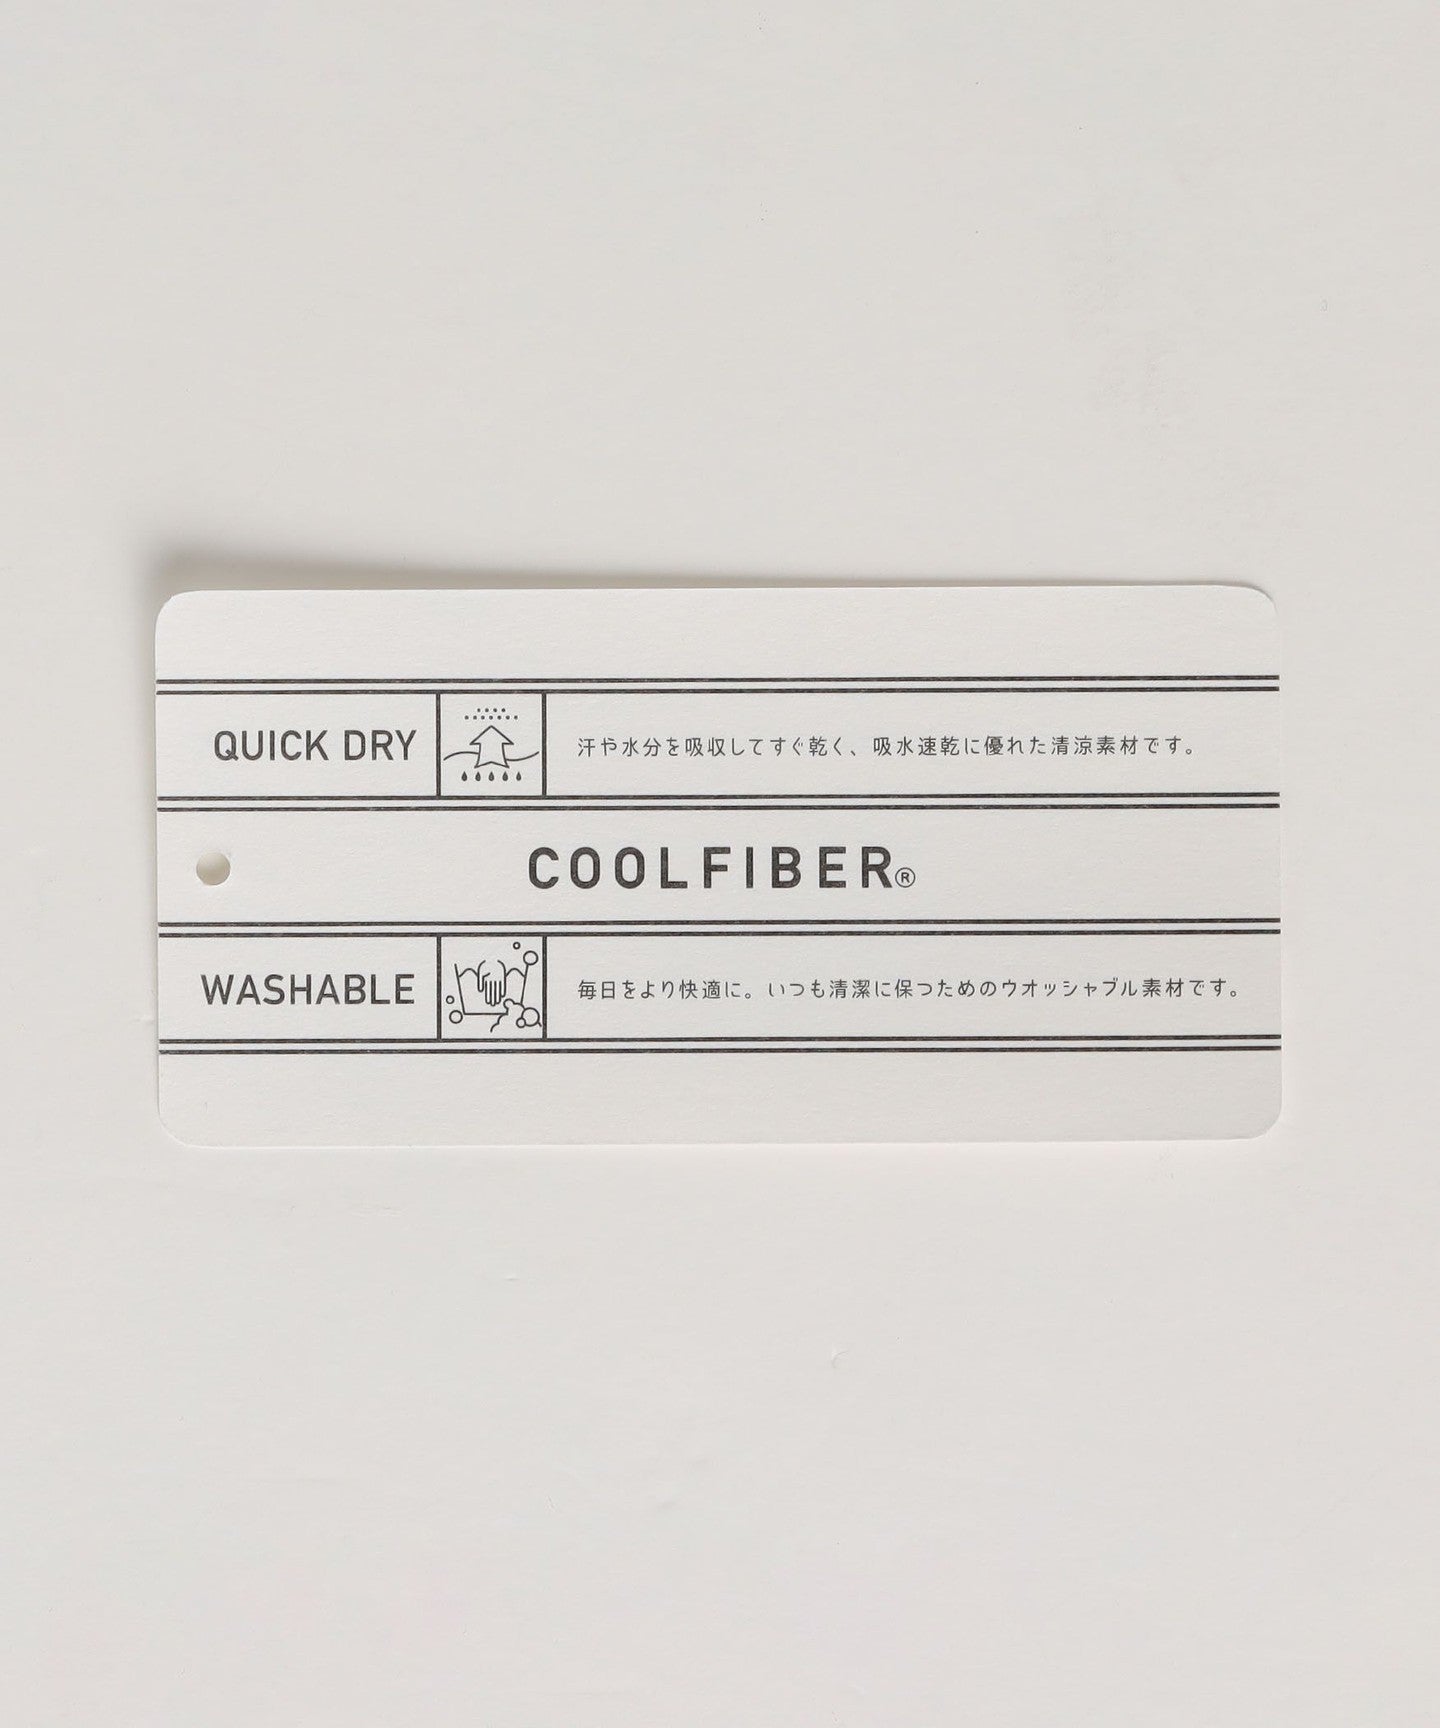 QUICK DRY
汗や水分を吸収してすぐ乾く、吸水速乾に優れた清涼素材です。
COOLFIBER®
WASHABLE
毎日をより快適に。いつも清潔に保つためのウオッシャブル素材です。